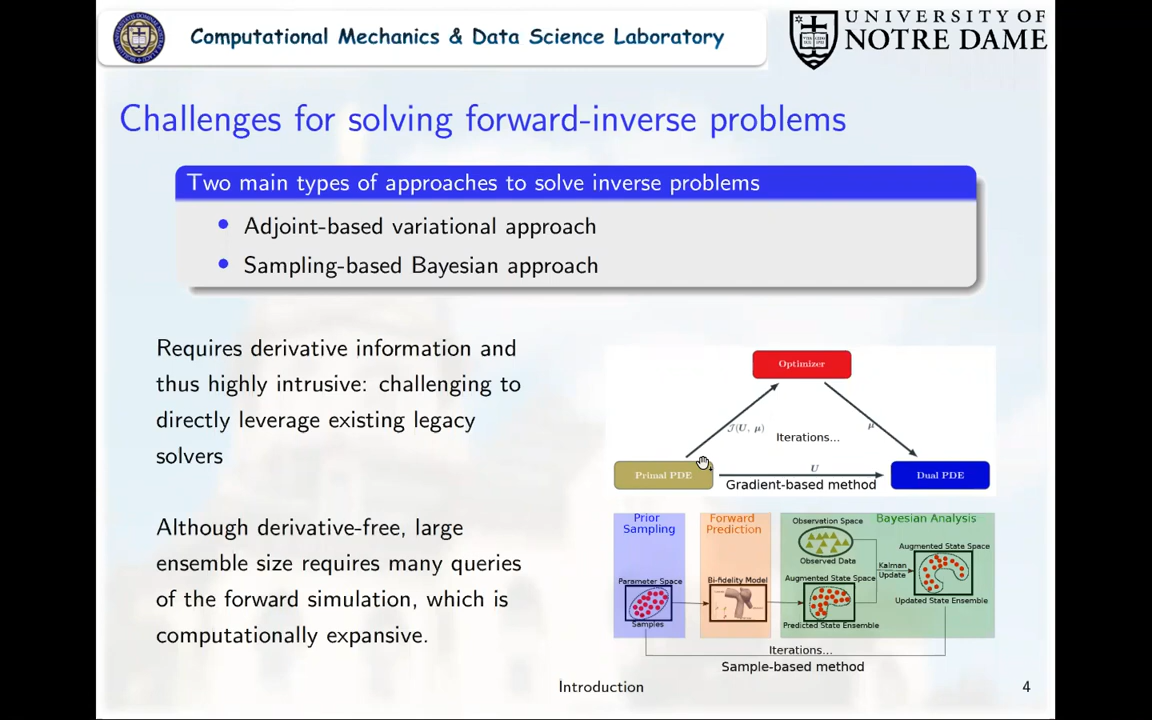 Computational Mechanics & Data Science Laboratory
UNIVERSITY OF
NOTRE DAME
Challenges for solving forward-inverse problems
Two main types of approaches to solve inverse problems
• Adjoint-based variational approach
• Sampling-based Bayesian approach
Requires derivative information and
thus highly intrusive: challenging to
directly leverage existing legacy
solvers
Although derivative-free, large
ensemble size requires many queries
of the forward simulation, which is
computationally expensive.
Optimizer
J(U, μ)
μ
Iterations...
Primal PDE
U
Dual PDE
Gradient-based method
Prior
Sampling
Forward
Prediction
Bayesian Analysis
Observation Space
Observed Data
Parameter Space
Samples
Bi-fidelity Model
Augmented State Space
Predicted State Ensemble
Kalman
Update
Augmented State Space
Updated State Ensemble
Iterations...
Sample-based method
Introduction
4